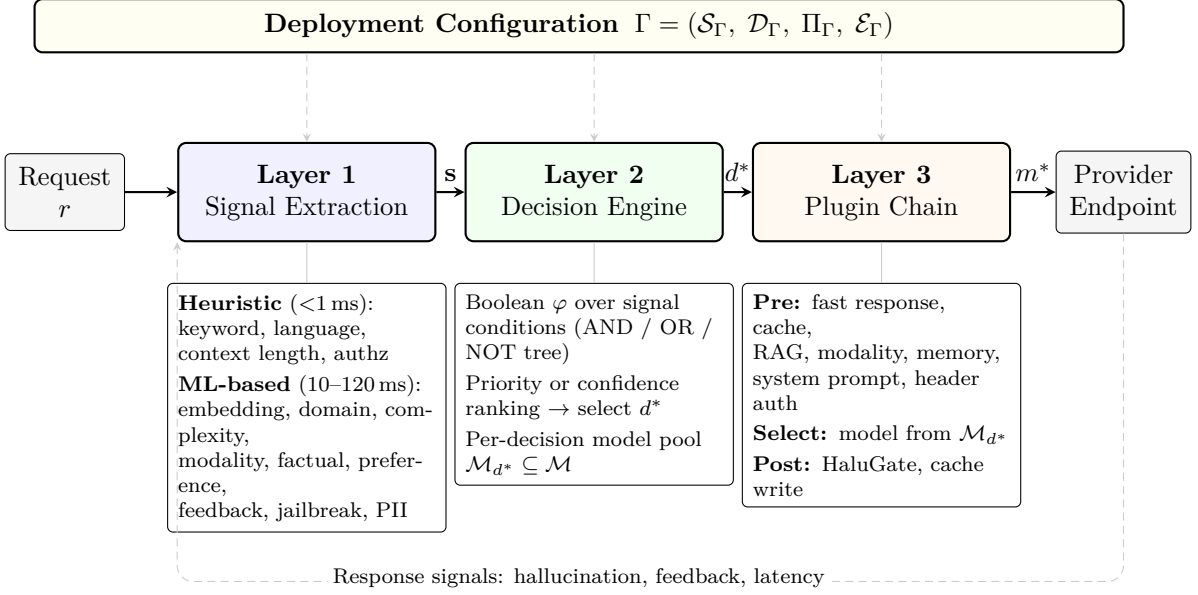 Deployment Configuration Γ = (𝒮_Γ, 𝒟_Γ, Π_Γ, ℰ_Γ)
Request
r
Layer 1
Signal Extraction
s
Layer 2
Decision Engine
d*
Layer 3
Plugin Chain
m*
Provider
Endpoint
Heuristic (<1 ms):
keyword, language,
context length, authz
ML-based (10–120 ms):
embedding, domain, com-
plexity,
modality, factual, prefer-
ence,
feedback, jailbreak, PII
Boolean φ over signal
conditions (AND / OR /
NOT tree)
Priority or confidence
ranking → select d*
Per-decision model pool
ℳ_d* ⊆ ℳ
Pre: fast response,
cache,
RAG, modality, memory,
system prompt, header
auth
Select: model from ℳ_d*
Post: HaluGate, cache
write
Response signals: hallucination, feedback, latency